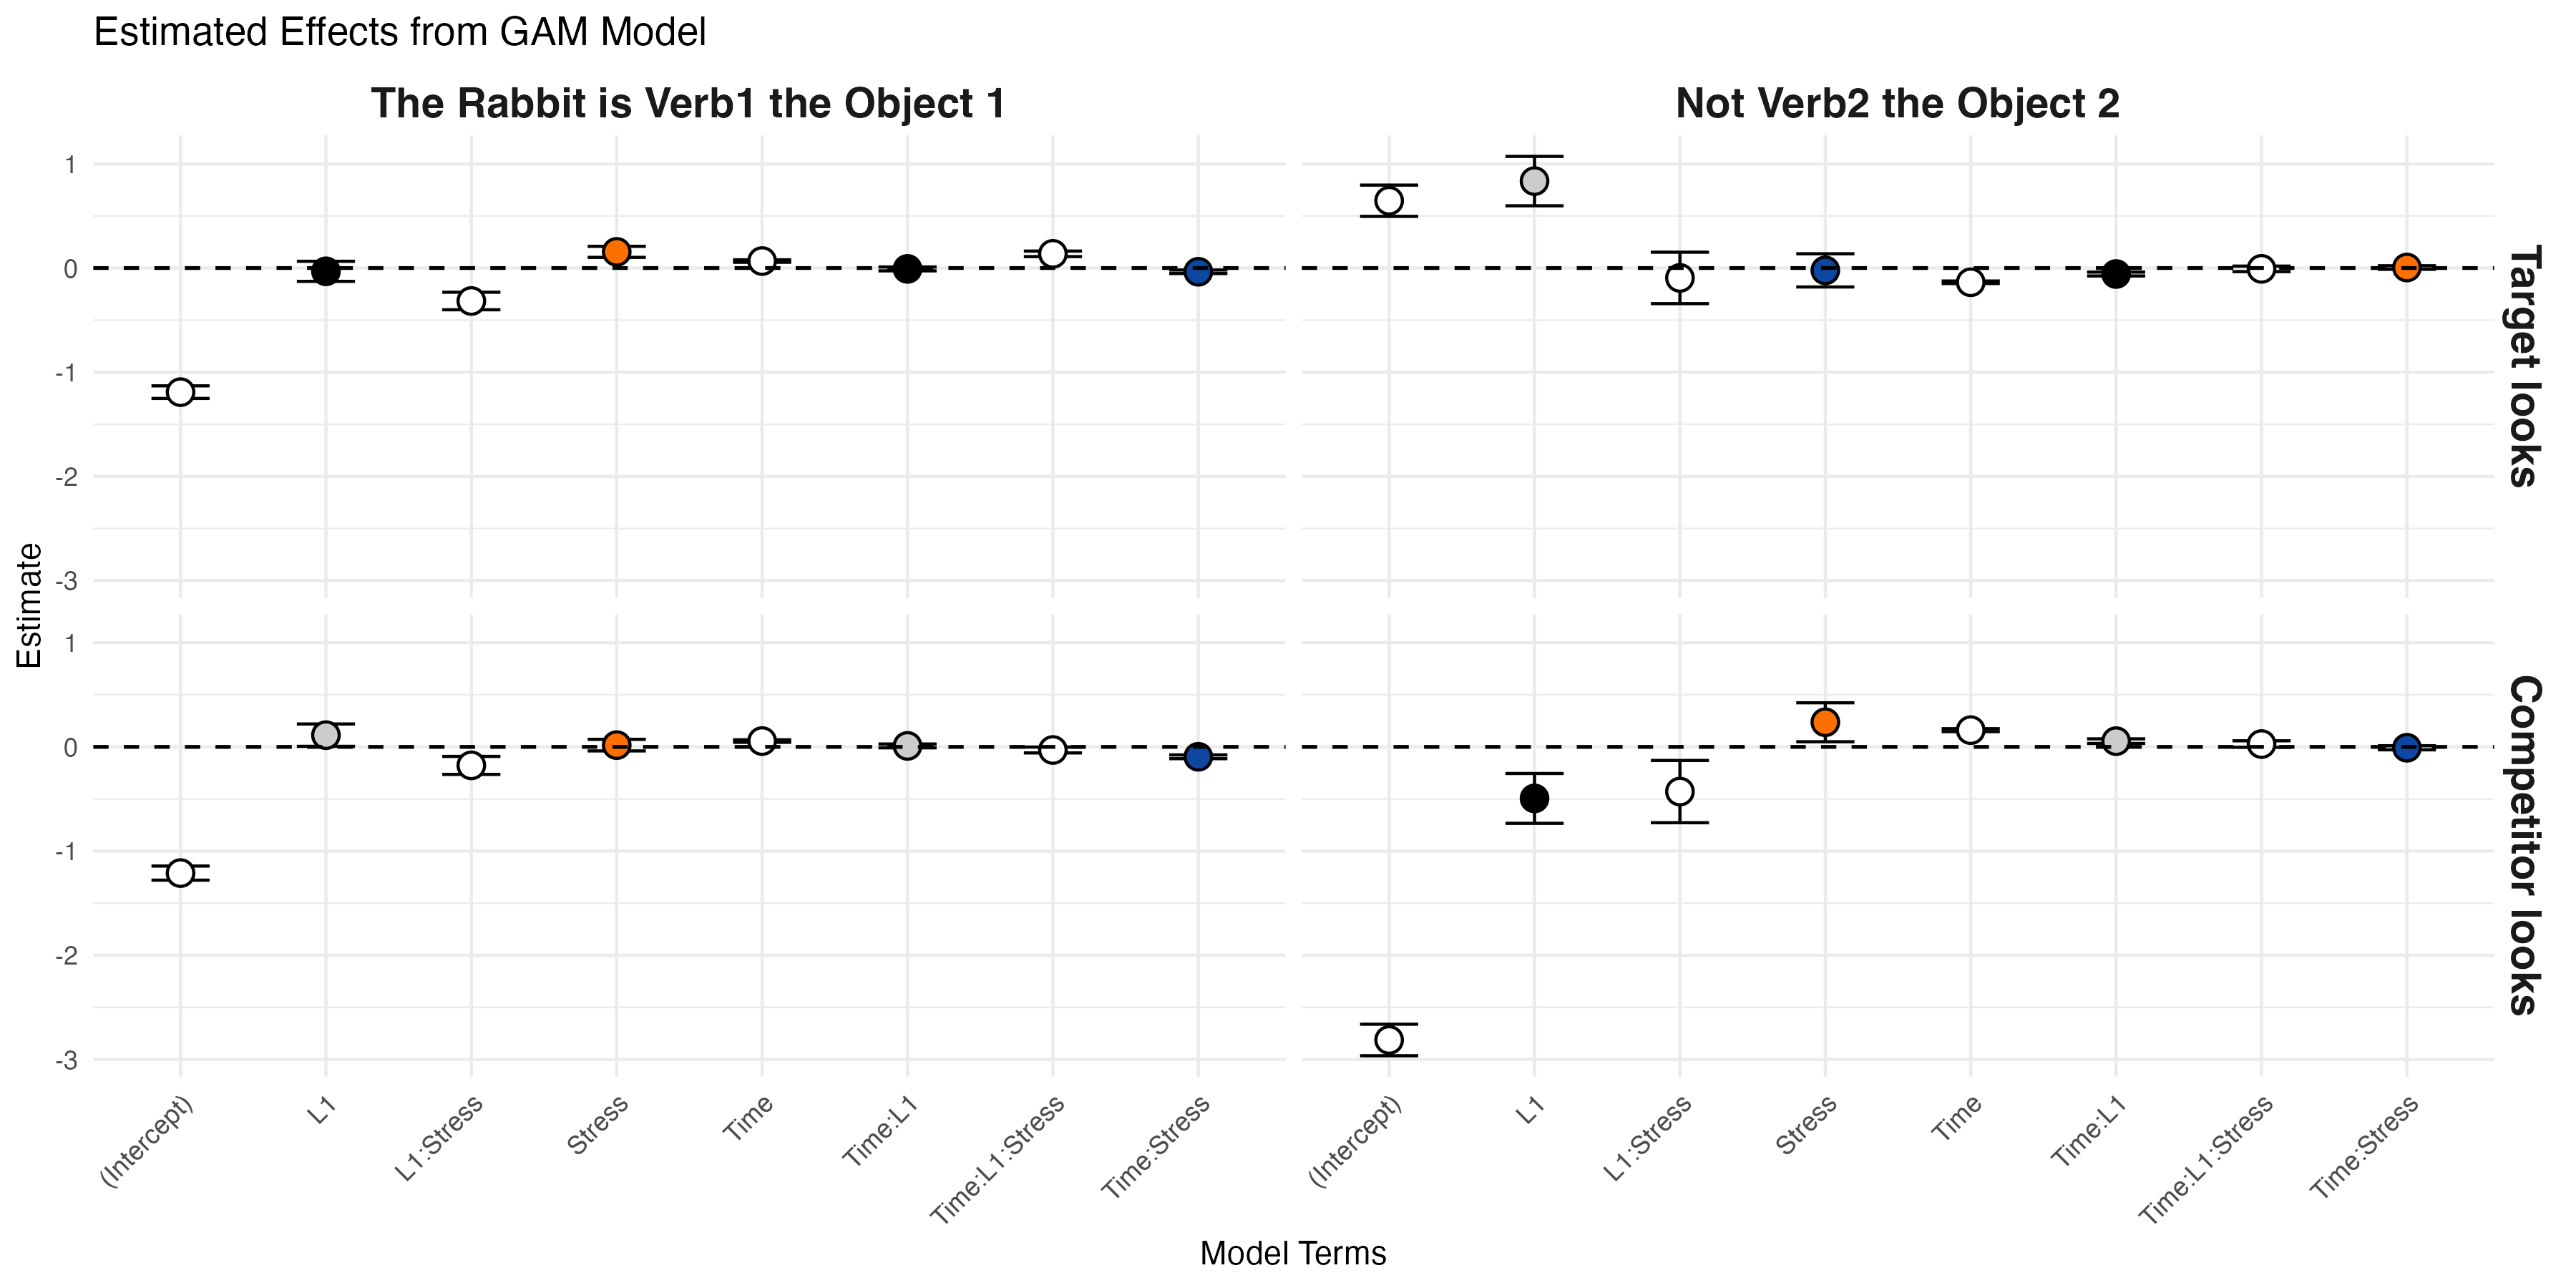 Estimated Effects from GAM Model
The Rabbit is Verb1 the Object 1
Not Verb2 the Object 2
Estimate
1
0
-1
-2
-3
Target looks
1
0
-1
-2
-3
Competitor looks
(Intercept)
L1
L1:Stress
Stress
Time
Time:L1
Time:L1:Stress
Time:Stress
(Intercept)
L1
L1:Stress
Stress
Time
Time:L1
Time:L1:Stress
Time:Stress
Model Terms